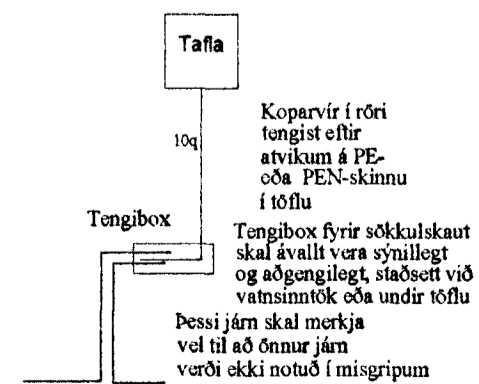 Tafla
Koparvír í röri
tengist eftir
10q
atvikum á PE-
eða PEN-skinnu
í töflu
Tengibox
Tengibox fyrir sökkulskaut
skal ávallt vera sýnillegt
og aðgengilegt, staðsett við
vatnsinntök eða undir töflu
Þessi járn skal merkja
vel til að önnur járn
verði ekki notuð í misgripum